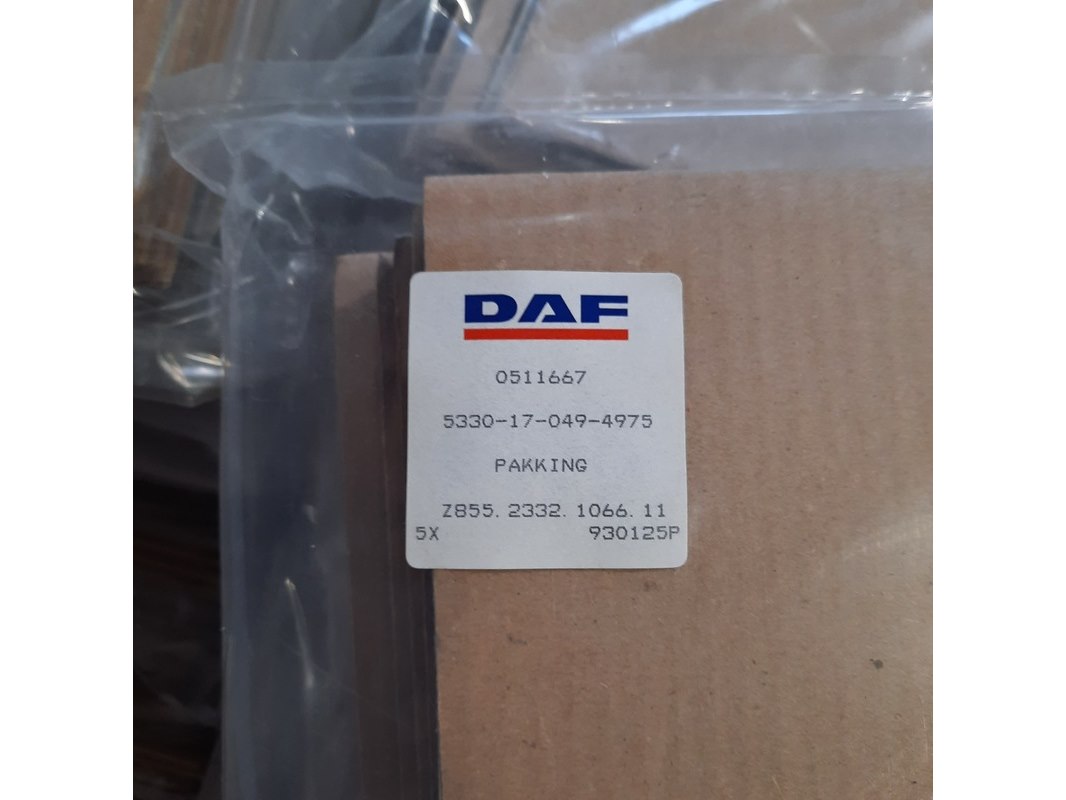 DAF
0511667
5330-17-049-4975
PAKKING
Z855.2332.1066.11
5X 930125P